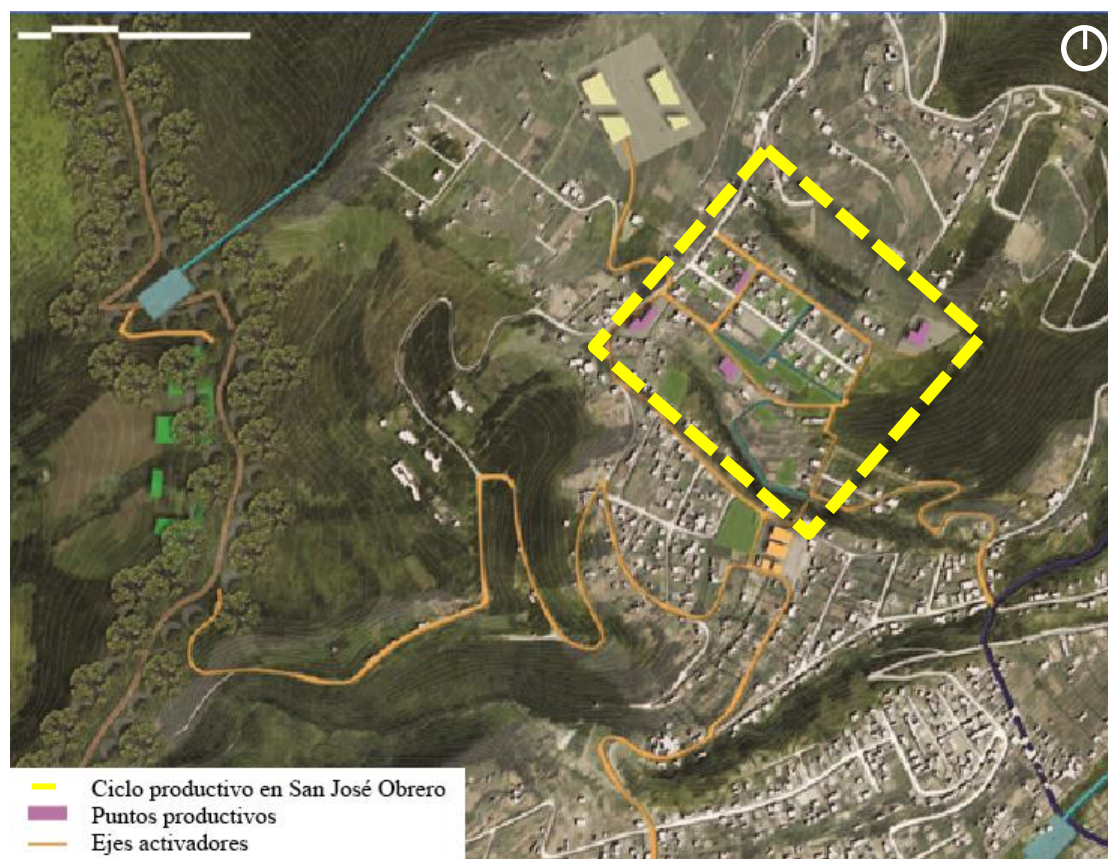 Ciclo productivo en San José Obrero
Puntos productivos
Ejes activadores